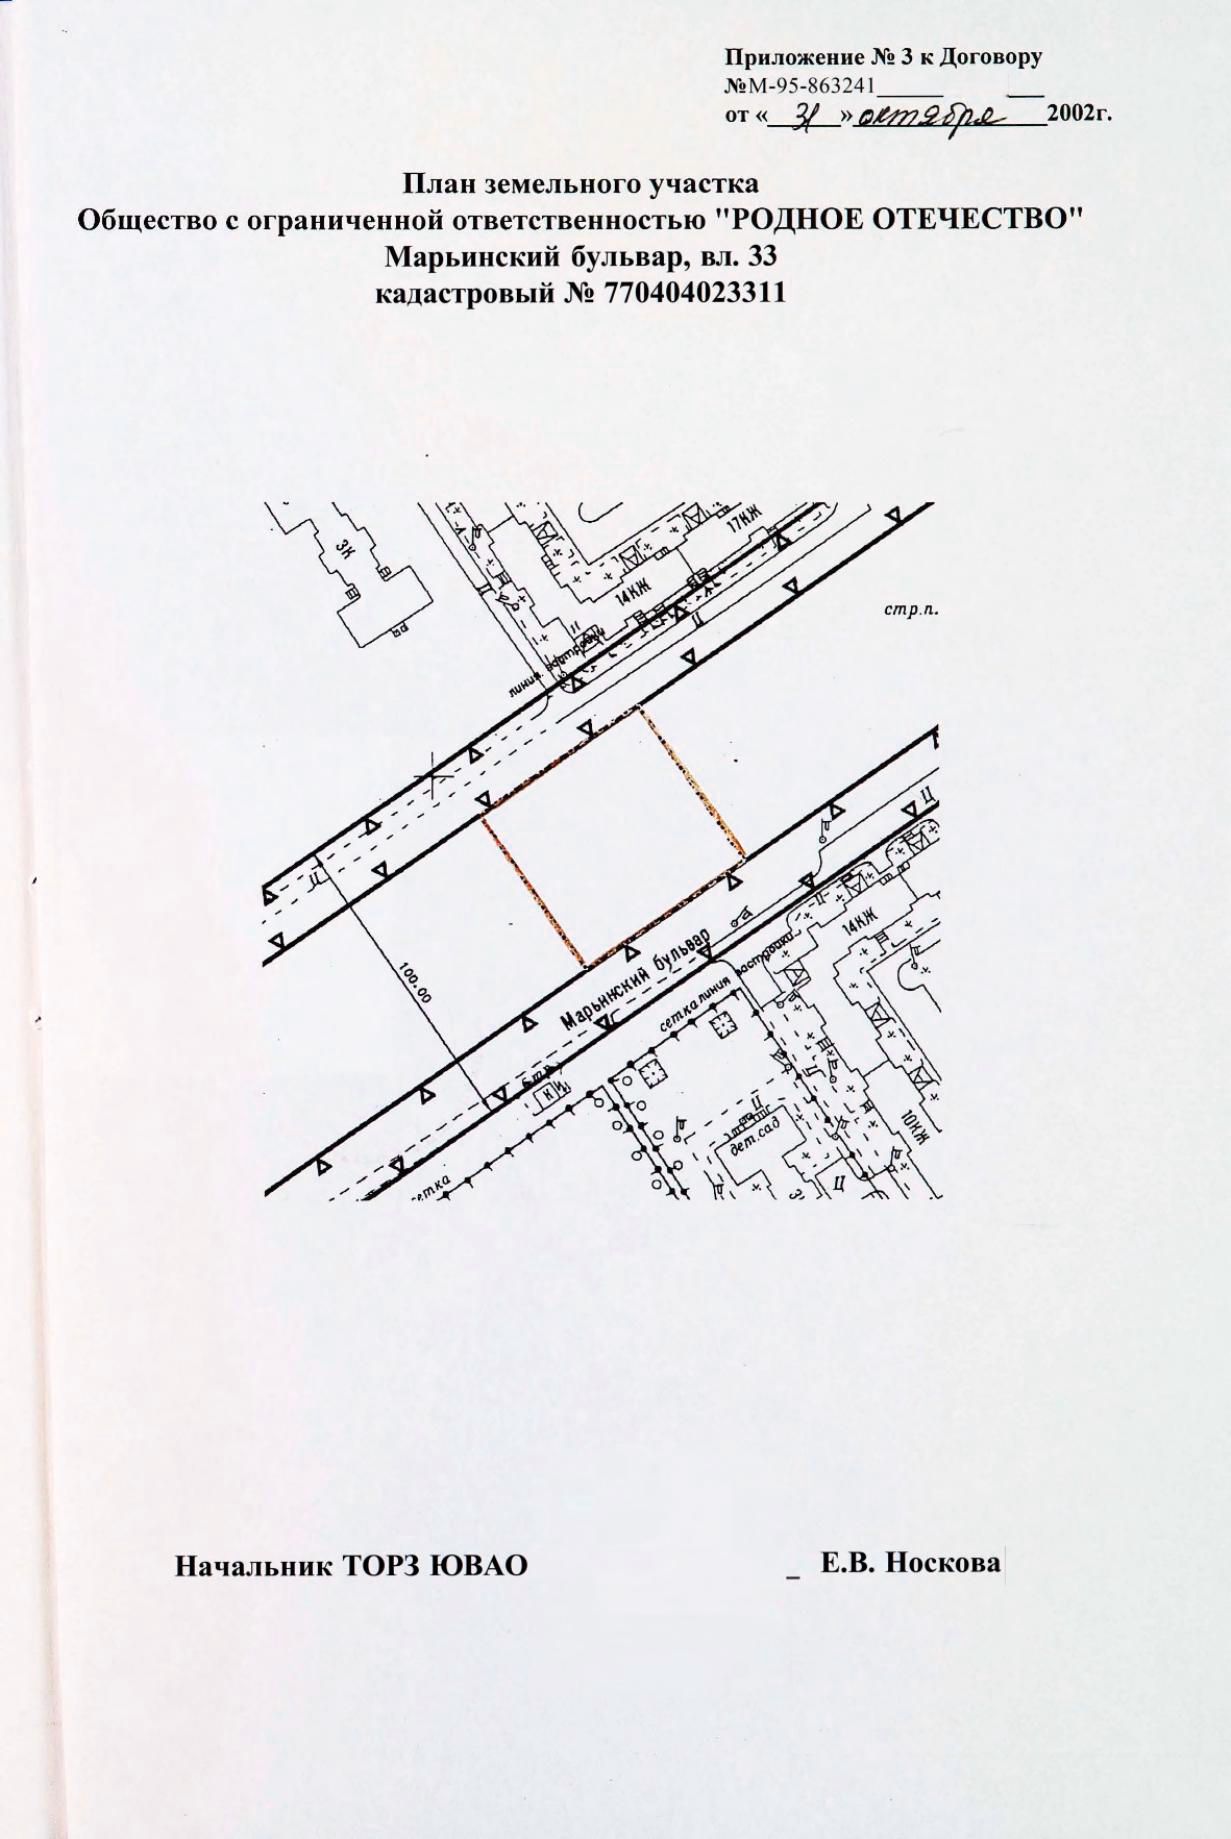 Приложение № 3 к Договору
№М-95-863241
от « 31 » октября 2002г.
План земельного участка
Общество с ограниченной ответственностью "РОДНОЕ ОТЕЧЕСТВО"
Марьинский бульвар, вл. 33
кадастровый № 770404023311
17КЖ
3К
14КЖ
стр.п.
Ц
линия застройки
Ц
Ц
Ц
14КЖ
100.00
Марьинский бульвар
сетка линия застройки
КН
Ц
Ц
дет.сад
10КЖ
Ц
сетка
Начальник ТОРЗ ЮВАО
Е.В. Носкова